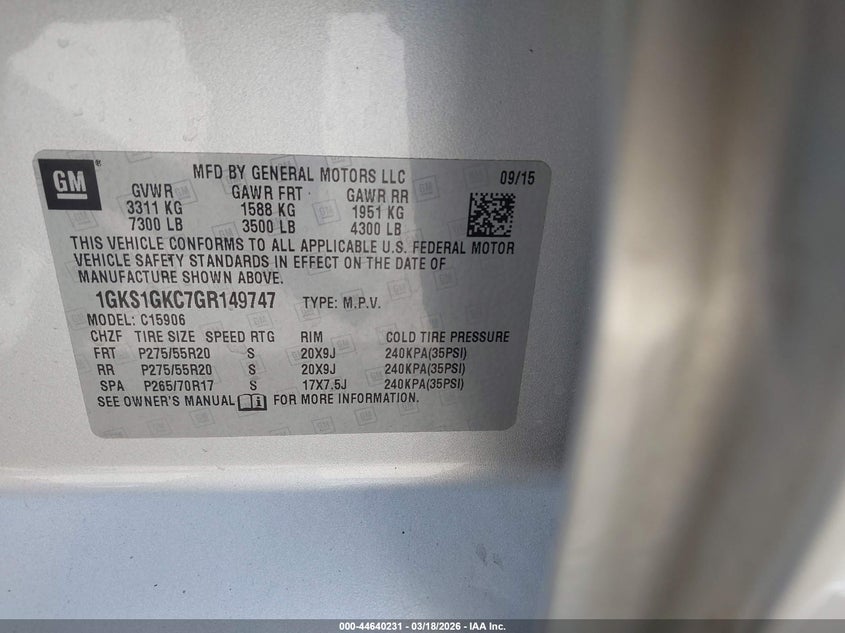 GM ®
MFD BY GENERAL MOTORS LLC 09/15
GVWR GAWR FRT GAWR RR
3311 KG 1588 KG 1951 KG
7300 LB 3500 LB 4300 LB
THIS VEHICLE CONFORMS TO ALL APPLICABLE U.S. FEDERAL MOTOR
VEHICLE SAFETY STANDARDS IN EFFECT ON THE DATE OF
MANUFACTURE SHOWN ABOVE.
1GKS1GKC7GR149747 TYPE: M.P.V.
MODEL: C15906
CHZF TIRE SIZE SPEED RTG RIM COLD TIRE PRESSURE
FRT P275/55R20 S 20X9J 240KPA(35PSI)
RR P275/55R20 S 20X9J 240KPA(35PSI)
SPA P265/70R17 S 17X7.5J 240KPA(35PSI)
SEE OWNER'S MANUAL FOR MORE INFORMATION.
000-44640231 - 03/18/2026 - IAA Inc.